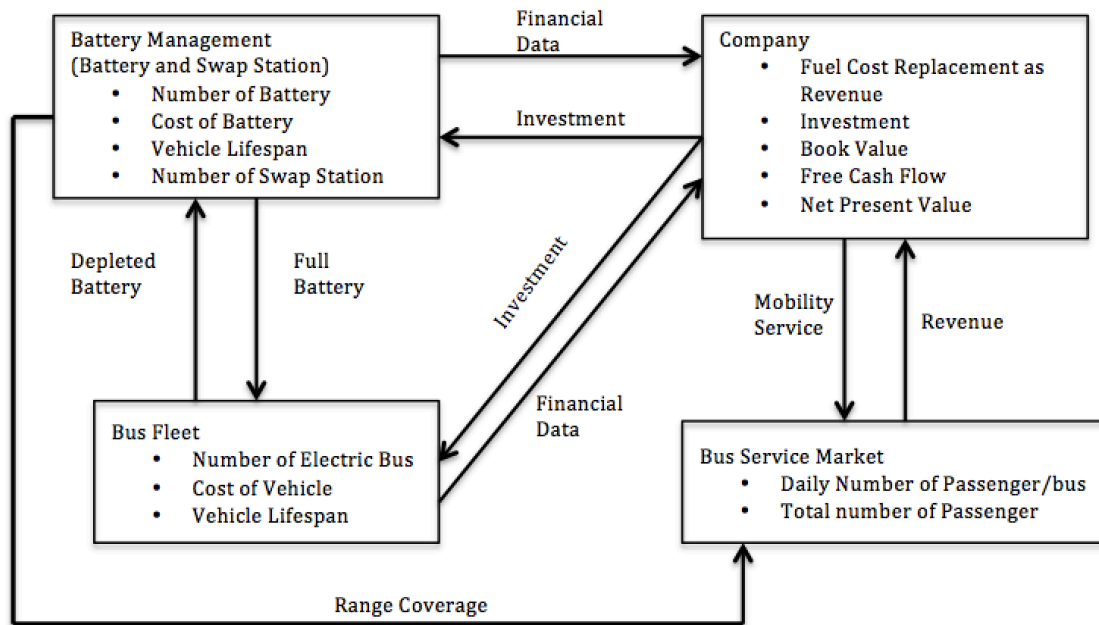 Battery Management
(Battery and Swap Station)
• Number of Battery
• Cost of Battery
• Vehicle Lifespan
• Number of Swap Station
Financial
Data
Company
• Fuel Cost Replacement as
Revenue
• Investment
• Book Value
• Free Cash Flow
• Net Present Value
Investment
Depleted
Battery
Full
Battery
Investment
Financial
Data
Mobility
Service
Revenue
Bus Fleet
• Number of Electric Bus
• Cost of Vehicle
• Vehicle Lifespan
Bus Service Market
• Daily Number of Passenger/bus
• Total number of Passenger
Range Coverage